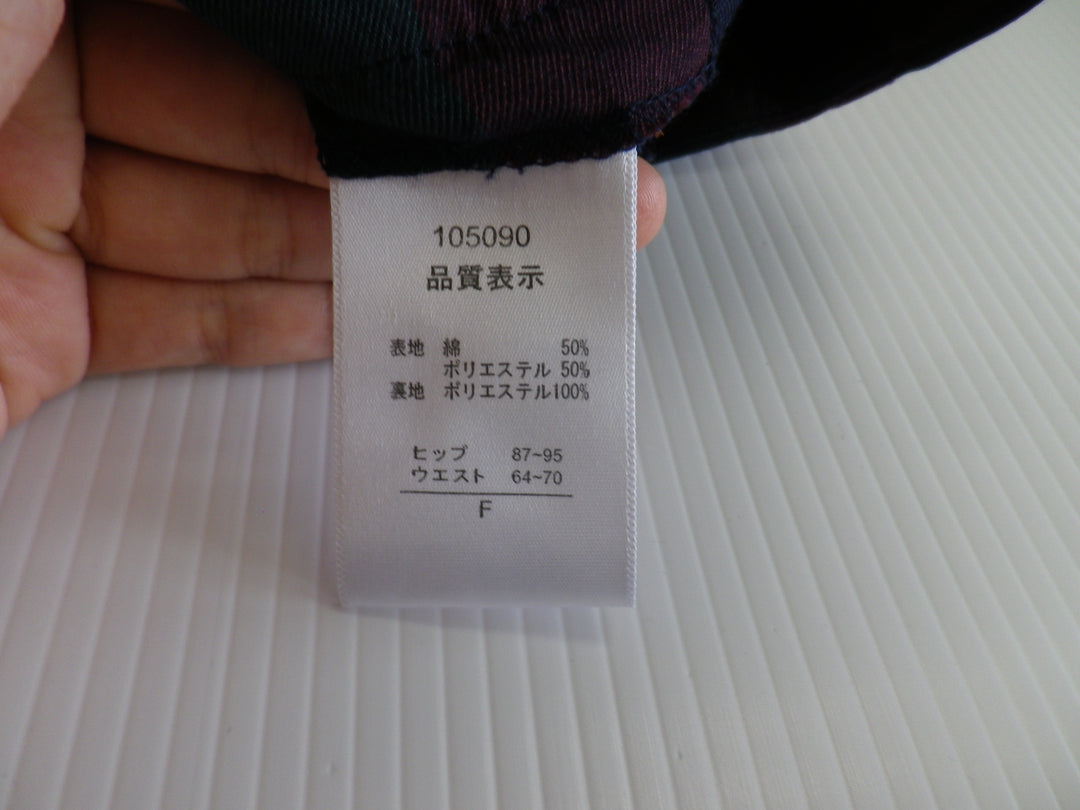 105090
品質表示
表地 綿 50%
ポリエステル 50%
裏地 ポリエステル100%
ヒップ 87~95
ウエスト 64~70
F